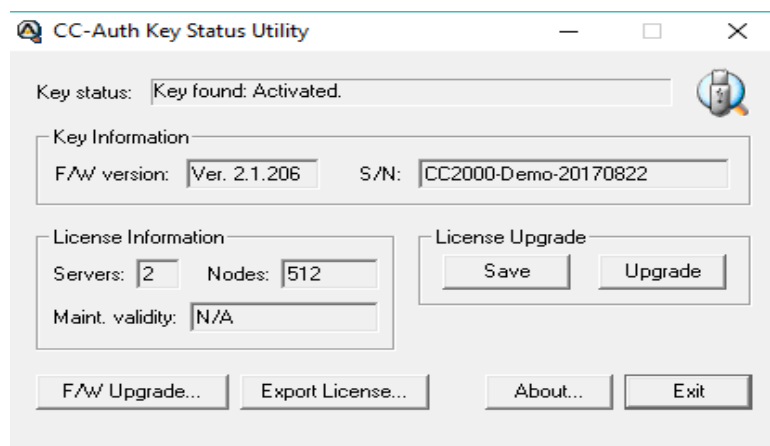 CC-Auth Key Status Utility
Key status: Key found: Activated.
Key Information
F/W version: Ver. 2.1.206 S/N: CC2000-Demo-20170822
License Information
Servers: 2 Nodes: 512
Maint. validity: N/A
License Upgrade
Save Upgrade
F/W Upgrade... Export License... About... Exit